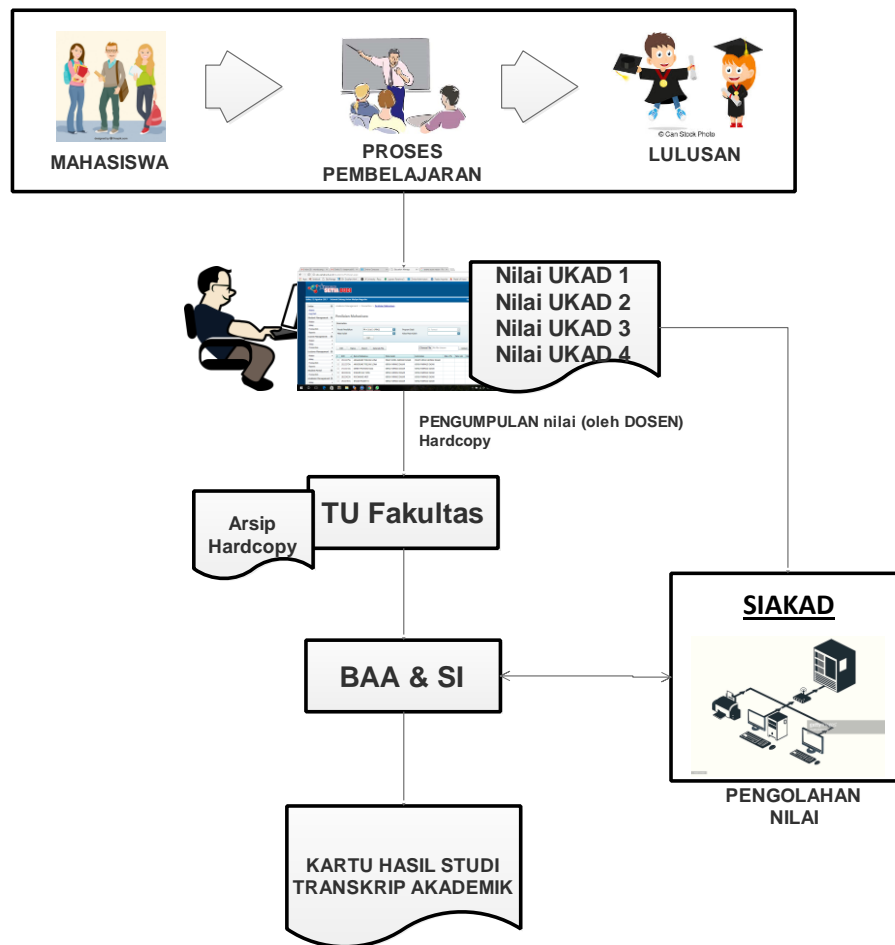 © Can Stock Photo
MAHASISWA
PROSES
PEMBELAJARAN
LULUSAN
Nilai UKAD 1
Nilai UKAD 2
Nilai UKAD 3
Nilai UKAD 4
PENGUMPULAN nilai (oleh DOSEN)
Hardcopy
TU Fakultas
Arsip
Hardcopy
SIAKAD
BAA & SI
PENGOLAHAN
NILAI
KARTU HASIL STUDI
TRANSKRIP AKADEMIK